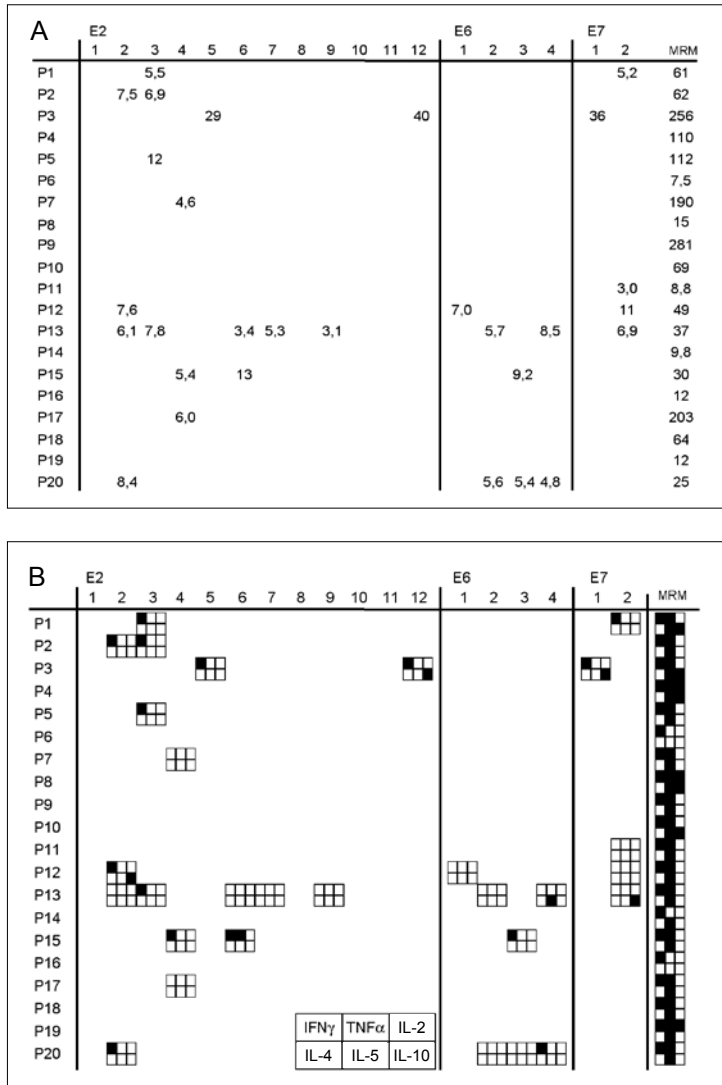 A
E2 E6 E7
1 2 3 4 5 6 7 8 9 10 11 12 1 2 3 4 1 2 MRM
P1 5,5 5,2 61
P2 7,5 6,9 62
P3 29 40 36 256
P4 110
P5 12 112
P6 7,5
P7 4,6 190
P8 15
P9 281
P10 69
P11 3,0 8,8
P12 7,6 7,0 11 49
P13 6,1 7,8 3,4 5,3 3,1 5,7 8,5 6,9 37
P14 9,8
P15 5,4 13 9,2 30
P16 12
P17 6,0 203
P18 64
P19 12
P20 8,4 5,6 5,4 4,8 25
B
E2 E6 E7
1 2 3 4 5 6 7 8 9 10 11 12 1 2 3 4 1 2 MRM
P1
P2
P3
P4
P5
P6
P7
P8
P9
P10
P11
P12
P13
P14
P15
P16
P17
P18
P19
P20
IFNγ TNFα IL-2
IL-4 IL-5 IL-10